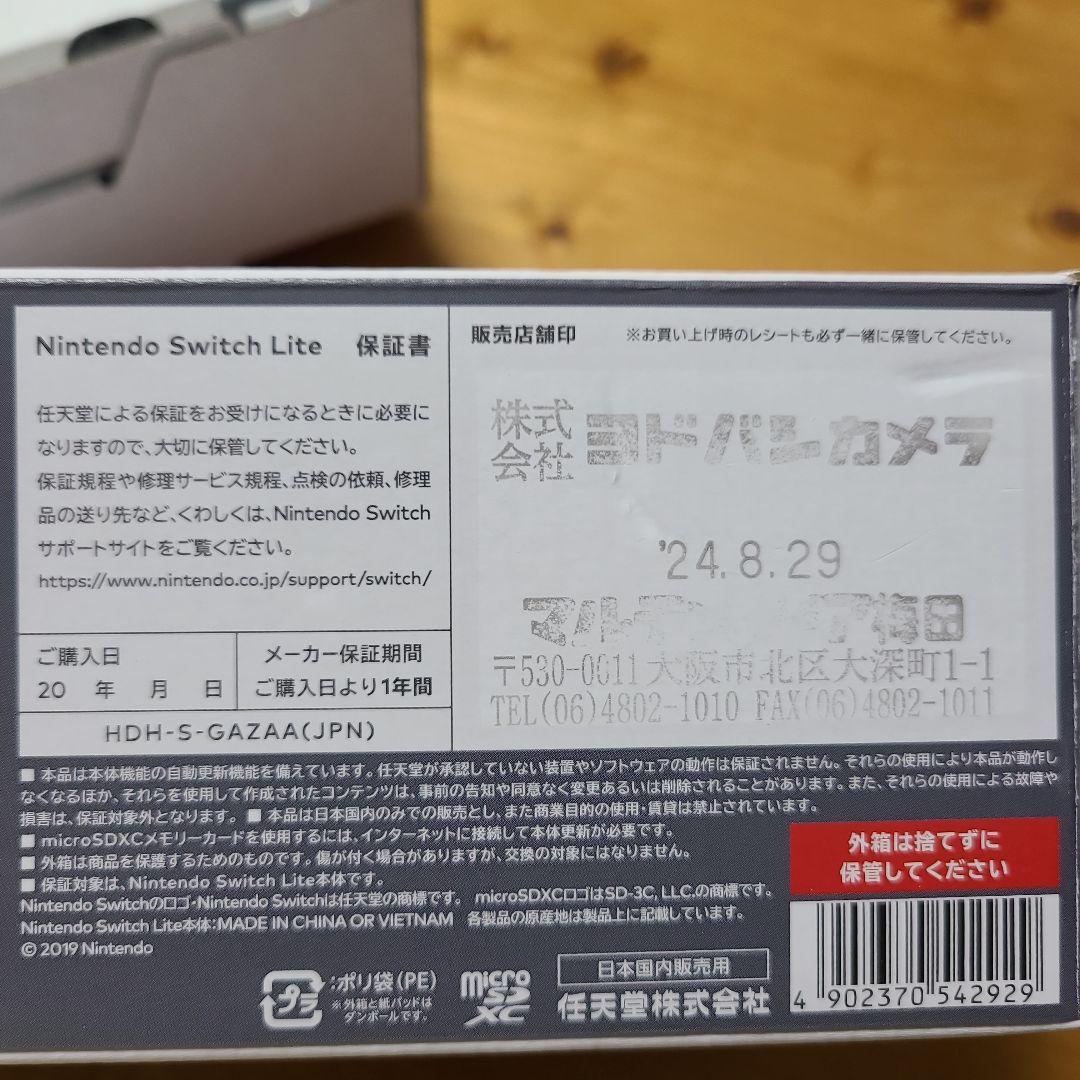 Nintendo Switch Lite 保証書
任天堂による保証をお受けになるときに必要に
なりますので、大切に保管してください。
保証規程や修理サービス規程、点検の依頼、修理
品の送り先など、くわしくは、Nintendo Switch
サポートサイトをご覧ください。
https://www.nintendo.co.jp/support/switch/
ご購入日
20 年 月 日
メーカー保証期間
ご購入日より1年間
HDH-S-GAZAA(JPN)
販売店舗印 ※お買い上げ時のレシートも必ず一緒に保管してください。
株式会社 ヨドバシカメラ
'24.8.29
梅田
〒530-0011 大阪市北区大深町1-1
TEL(06)4802-1010 FAX(06)4802-1011
■ 本品は本体機能の自動更新機能を備えています。任天堂が承認していない装置やソフトウェアの動作は保証されません。それらの使用により本品が動作し
なくなるほか、それらを使用して作成されたコンテンツは、事前の告知や同意なく変更あるいは削除されることがあります。また、それらの使用による故障や
損害は、保証対象外となります。 ■ 本品は日本国内のみでの販売とし、また商業目的の使用・賃貸は禁止されています。
■ microSDXCメモリーカードを使用するには、インターネットに接続して本体更新が必要です。
■ 外箱は商品を保護するためのものです。傷が付く場合がありますが、交換の対象にはなりません。
■ 保証対象は、Nintendo Switch Lite本体です。
Nintendo Switchのロゴ・Nintendo Switchは任天堂の商標です。 microSDXCロゴはSD-3C, LLC.の商標です。
Nintendo Switch Lite本体：MADE IN CHINA OR VIETNAM 各製品の原産地は製品上に記載しています。
© 2019 Nintendo
外箱は捨てずに
保管してください
プラ
：ポリ袋(PE)
※外箱と紙パッドは
ダンボールです。
micro
SD
XC
日本国内販売用
任天堂株式会社
4 902370 542929